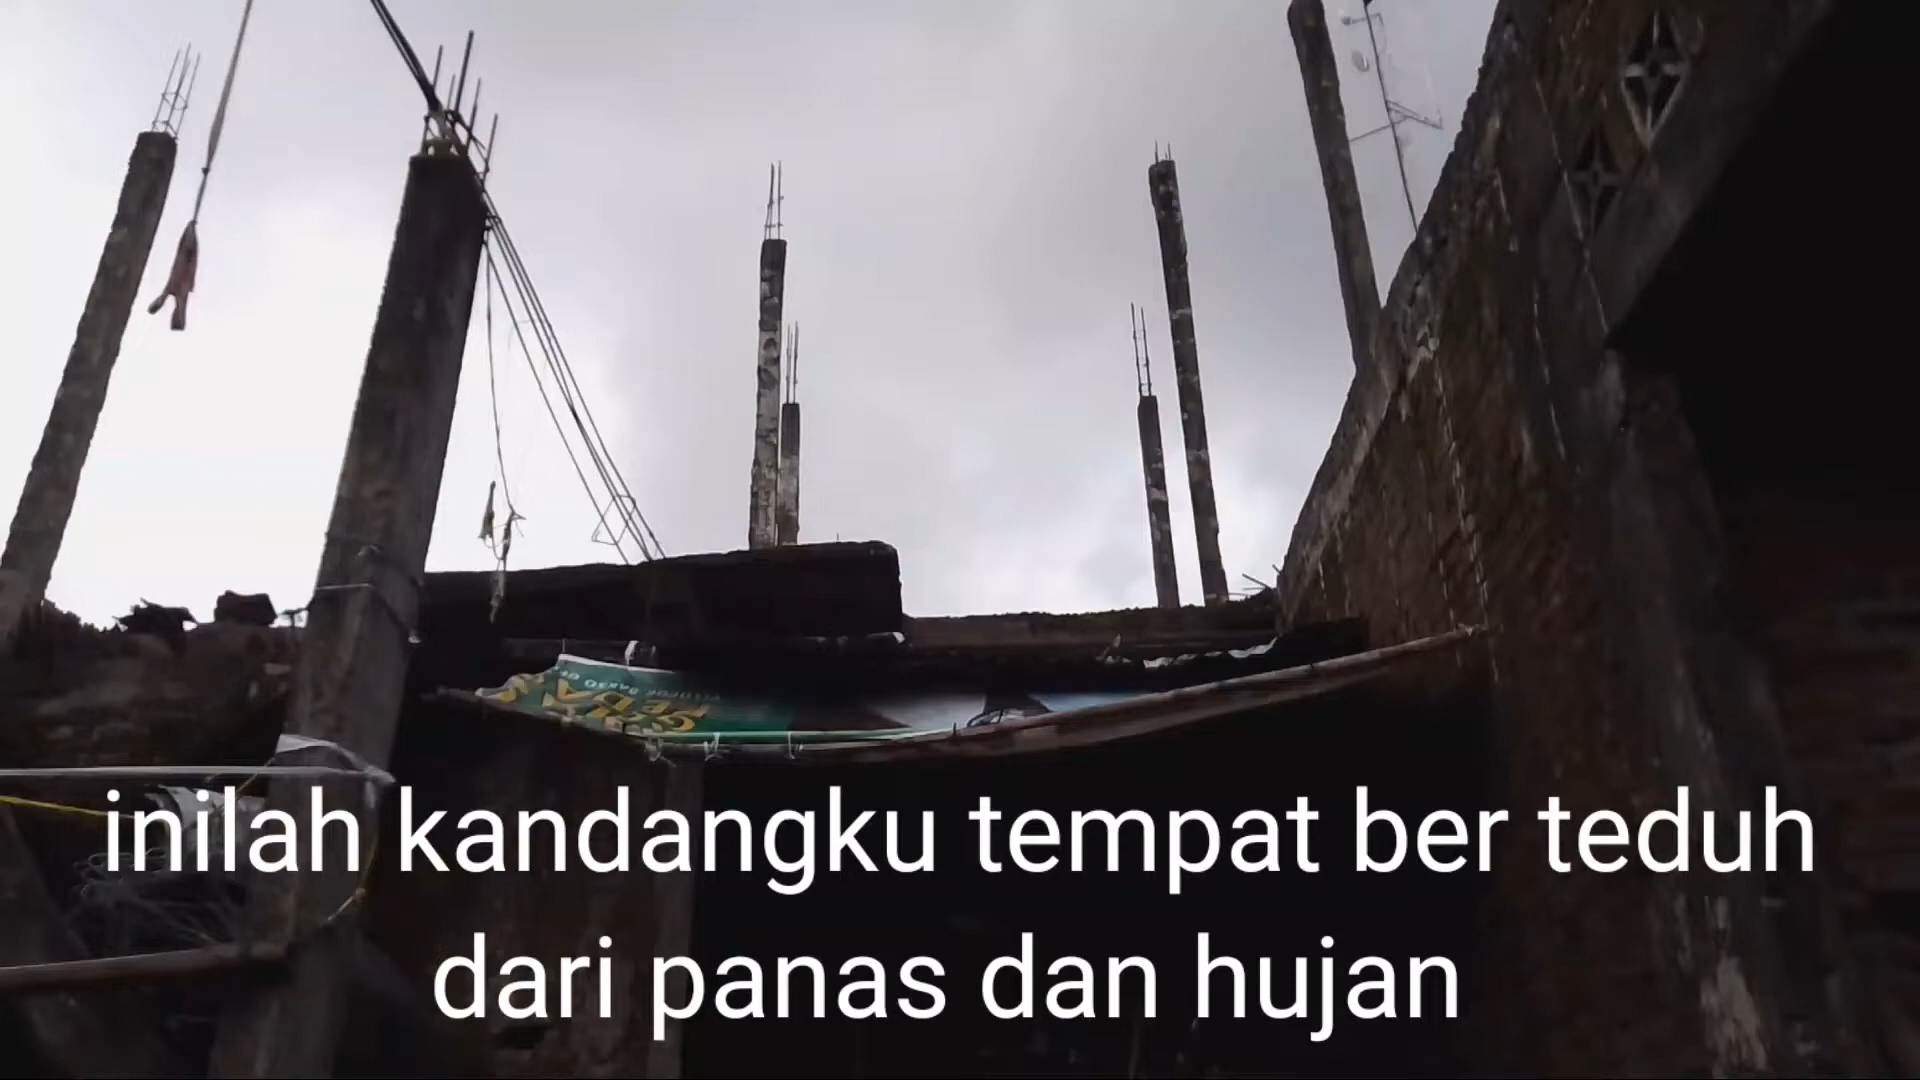 inilah kandangku tempat ber teduh
dari panas dan hujan